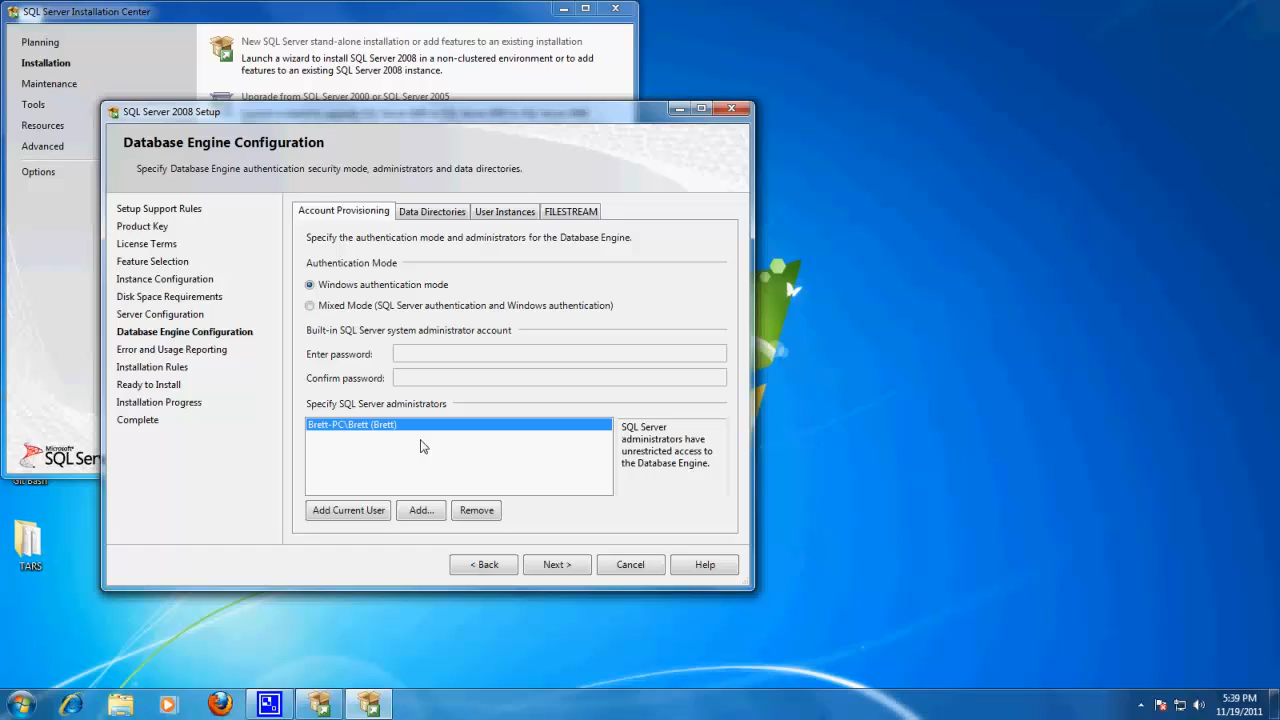 SQL Server Installation Center
Planning
Installation
Maintenance
Tools
Resources
Advanced
Options
New SQL Server stand-alone installation or add features to an existing installation
Launch a wizard to install SQL Server 2008 in a non-clustered environment or to add
features to an existing SQL Server 2008 instance.
Upgrade from SQL Server 2000 or SQL Server 2005
Microsoft
SQL Ser
SQL Server 2008 Setup
Database Engine Configuration
Specify Database Engine authentication security mode, administrators and data directories.
Setup Support Rules
Product Key
License Terms
Feature Selection
Instance Configuration
Disk Space Requirements
Server Configuration
Database Engine Configuration
Error and Usage Reporting
Installation Rules
Ready to Install
Installation Progress
Complete
Account Provisioning
Data Directories
User Instances
FILESTREAM
Specify the authentication mode and administrators for the Database Engine.
Authentication Mode
Windows authentication mode
Mixed Mode (SQL Server authentication and Windows authentication)
Built-in SQL Server system administrator account
Enter password:
Confirm password:
Specify SQL Server administrators
Brett-PC\Brett (Brett)
SQL Server
administrators have
unrestricted access to
the Database Engine.
Add Current User
Add...
Remove
< Back
Next >
Cancel
Help
Git Bash
TARS
5:39 PM
11/19/2011